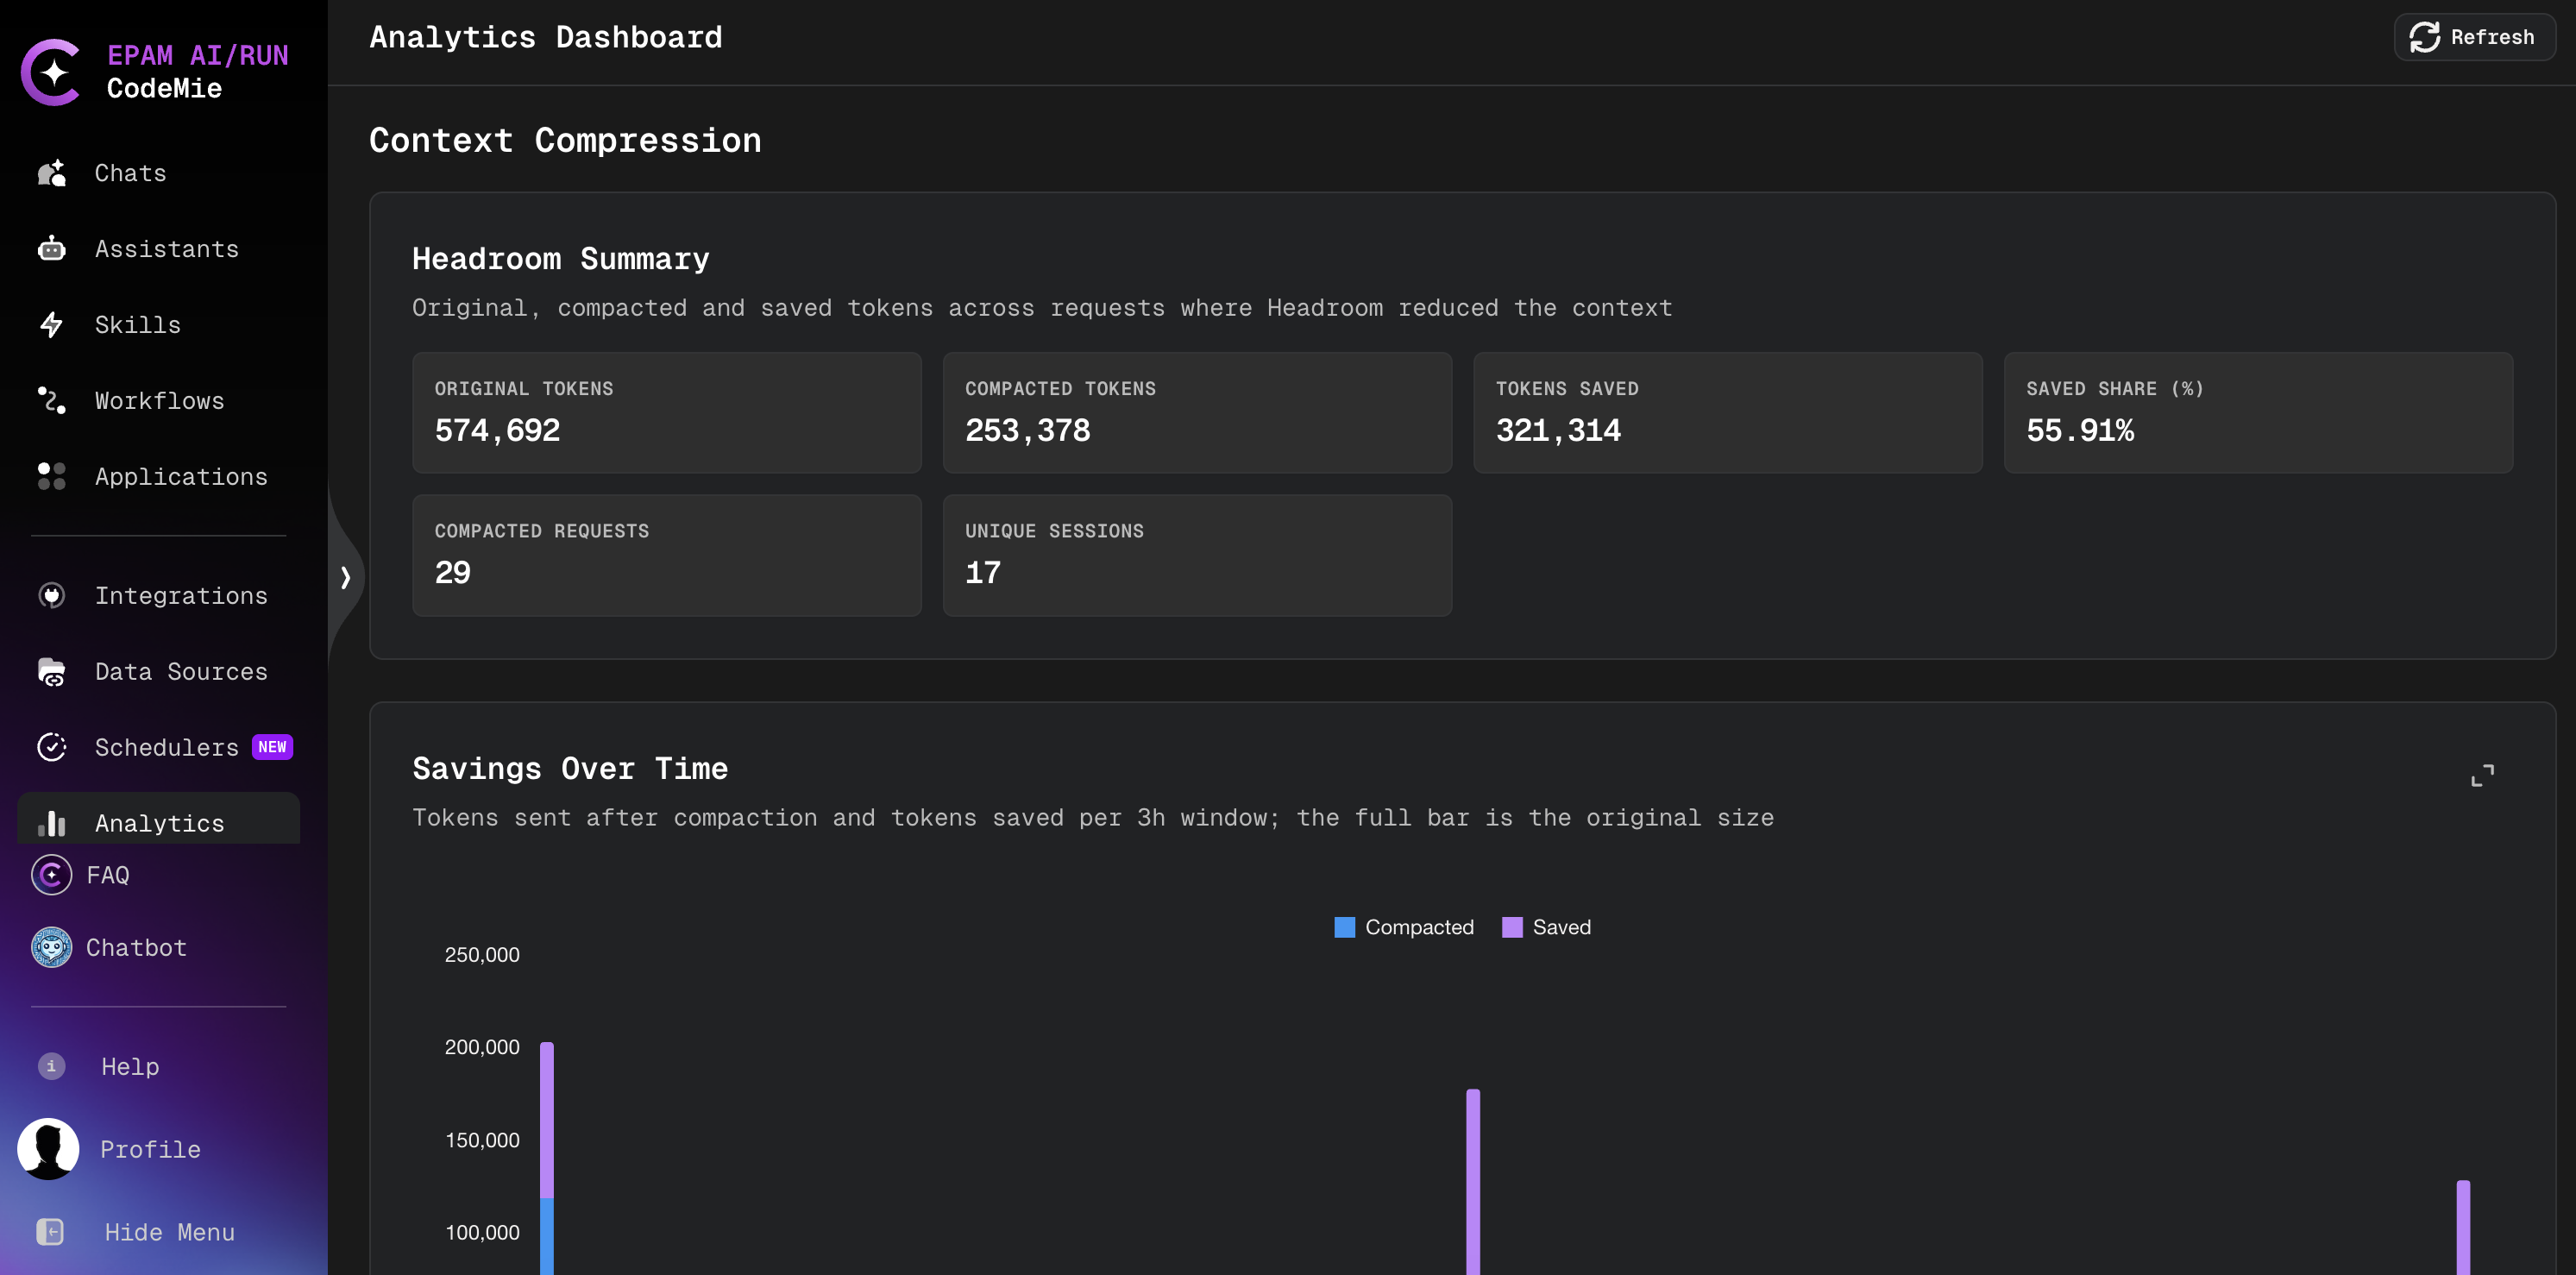 EPAM AI/RUN
CodeMie
Chats
Assistants
Skills
Workflows
Applications
Integrations
Data Sources
Schedulers NEW
Analytics
FAQ
Chatbot
Help
Profile
Hide Menu
Analytics Dashboard
Refresh
Context Compression
Headroom Summary
Original, compacted and saved tokens across requests where Headroom reduced the context
ORIGINAL TOKENS
574,692
COMPACTED TOKENS
253,378
TOKENS SAVED
321,314
SAVED SHARE (%)
55.91%
COMPACTED REQUESTS
29
UNIQUE SESSIONS
17
Savings Over Time
Tokens sent after compaction and tokens saved per 3h window; the full bar is the original size
Compacted
Saved
250,000
200,000
150,000
100,000